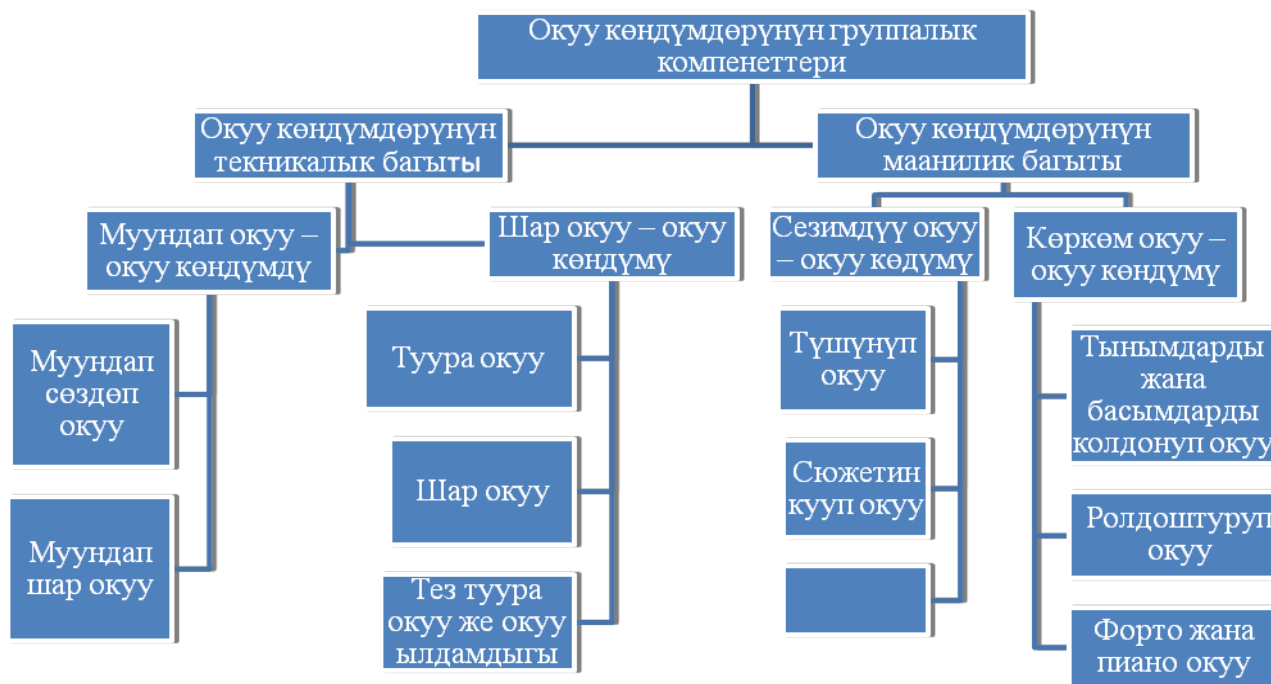 Окуу көндүмдөрүнүн группалык
компенеттери
Окуу көндүмдөрүнүн
текникалык багыты
Окуу көндүмдөрүнүн
маанилик багыты
Муундап окуу –
окуу көндүмдү
Шар окуу – окуу
көндүмү
Сезимдүү окуу
– окуу көдүмү
Көркөм окуу –
окуу көндүмү
Муундап
сөздөп
окуу
Муундап
шар окуу
Туура окуу
Шар окуу
Тез туура
окуу же окуу
ылдамдыгы
Түшүнүп
окуу
Сюжетин
кууп окуу
Тынымдарды
жана
басымдарды
колдонуп окуу
Ролдоштуруп
окуу
Форто жана
пиано окуу